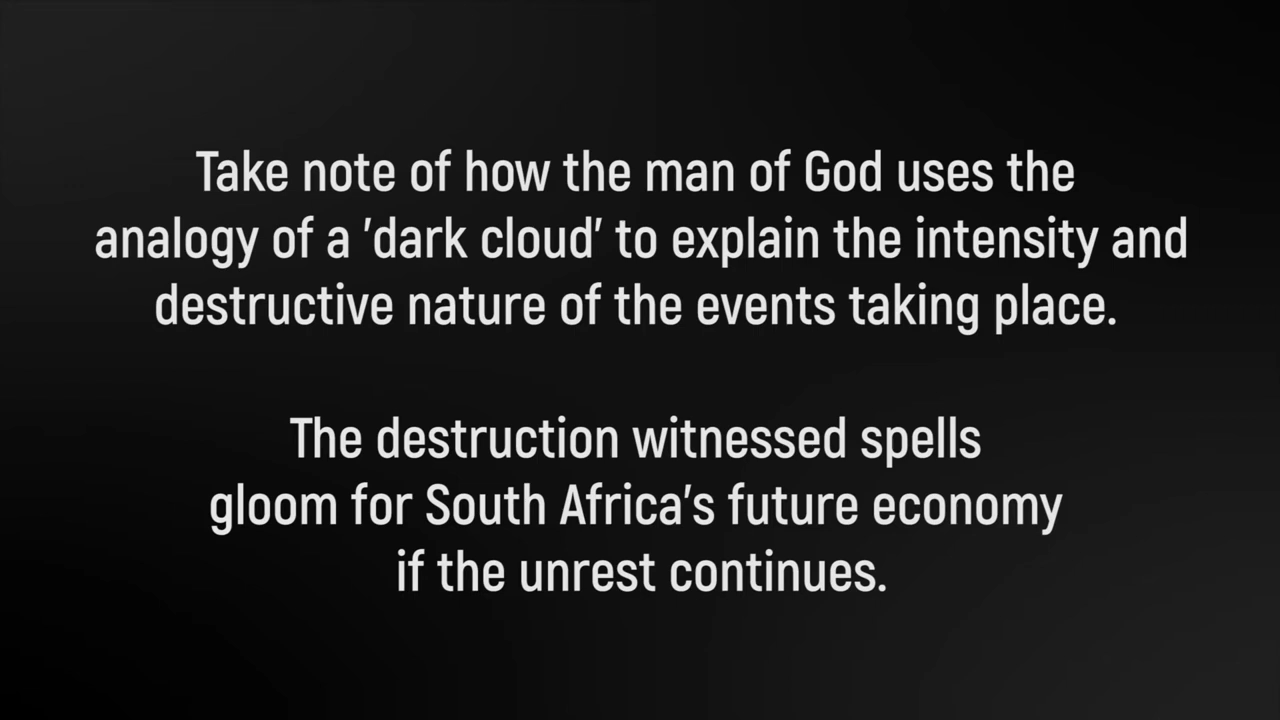 Take note of how the man of God uses the
analogy of a 'dark cloud' to explain the intensity and
destructive nature of the events taking place.
The destruction witnessed spells
gloom for South Africa's future economy
if the unrest continues.